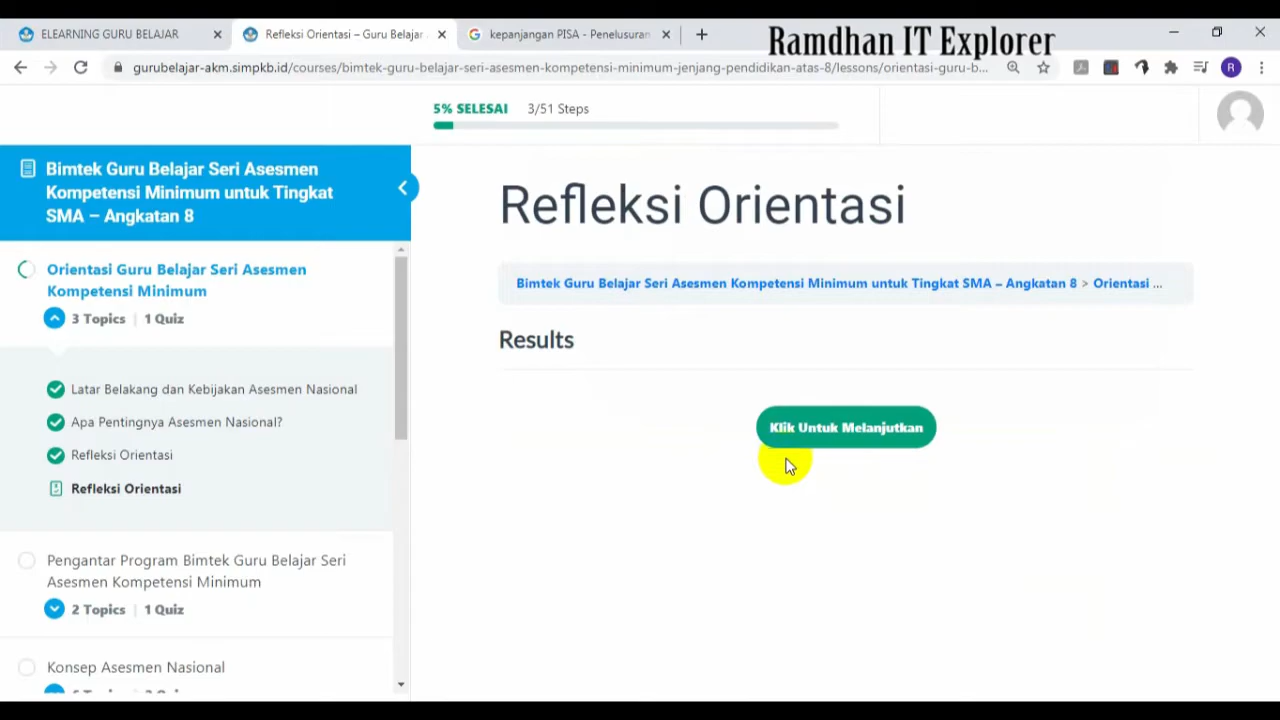 ELEARNING GURU BELAJAR
Refleksi Orientasi – Guru Belajar
kepanjangan PISA - Penelusuran
Ramdhan IT Explorer
gurubelajar-akm.simpkb.id/courses/bimtek-guru-belajar-seri-asesmen-kompetensi-minimum-jenjang-pendidikan-atas-8/lessons/orientasi-guru-b...
R
5% SELESAI 3/51 Steps
Bimtek Guru Belajar Seri Asesmen
Kompetensi Minimum untuk Tingkat
SMA – Angkatan 8
Orientasi Guru Belajar Seri Asesmen
Kompetensi Minimum
3 Topics | 1 Quiz
Latar Belakang dan Kebijakan Asesmen Nasional
Apa Pentingnya Asesmen Nasional?
Refleksi Orientasi
Refleksi Orientasi
Pengantar Program Bimtek Guru Belajar Seri
Asesmen Kompetensi Minimum
2 Topics | 1 Quiz
Konsep Asesmen Nasional
Refleksi Orientasi
Bimtek Guru Belajar Seri Asesmen Kompetensi Minimum untuk Tingkat SMA – Angkatan 8 > Orientasi ...
Results
Klik Untuk Melanjutkan